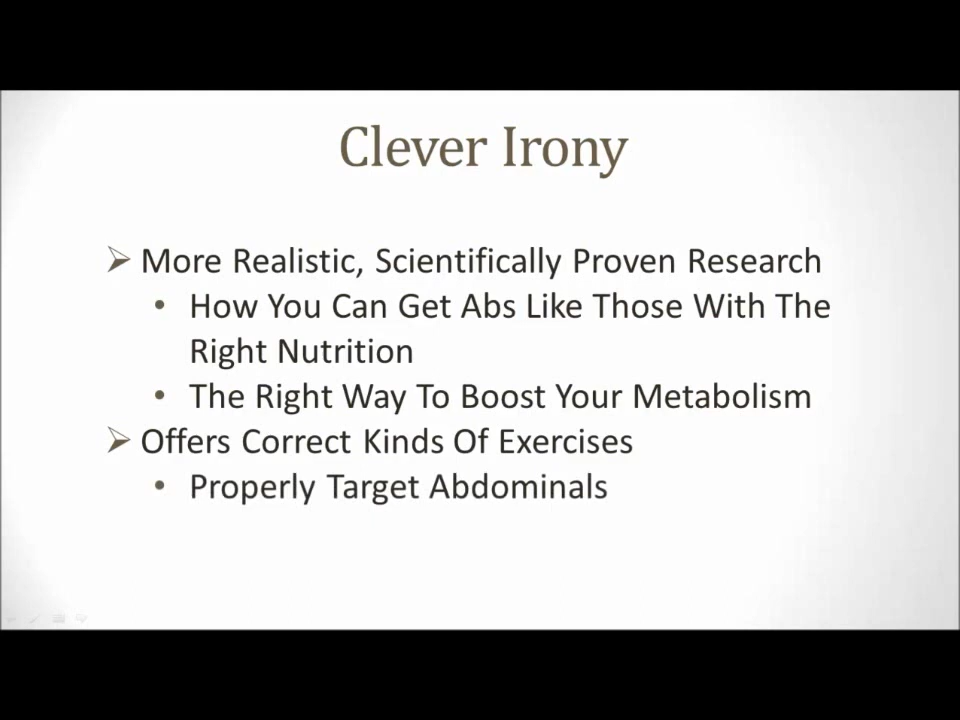 Clever Irony
More Realistic, Scientifically Proven Research
• How You Can Get Abs Like Those With The
Right Nutrition
• The Right Way To Boost Your Metabolism
Offers Correct Kinds Of Exercises
• Properly Target Abdominals